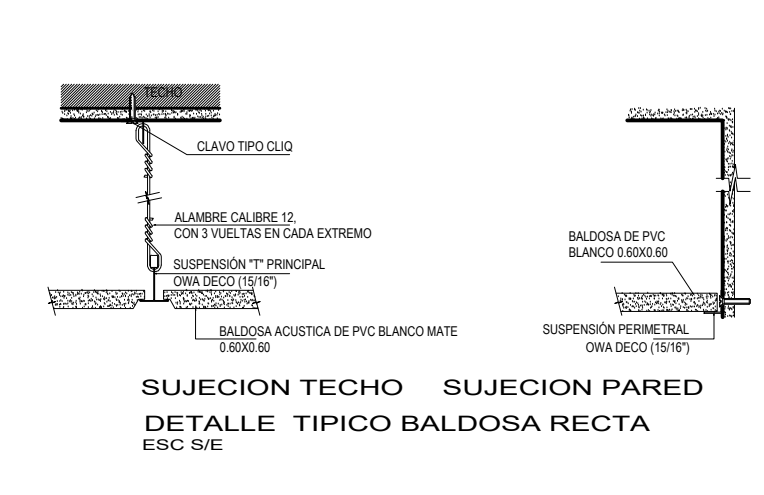 TECHO
CLAVO TIPO CLIQ
ALAMBRE CALIBRE 12,
CON 3 VUELTAS EN CADA EXTREMO
SUSPENSIÓN "T" PRINCIPAL
OWA DECO (15/16")
BALDOSA ACUSTICA DE PVC BLANCO MATE
0.60X0.60
BALDOSA DE PVC
BLANCO 0.60X0.60
SUSPENSIÓN PERIMETRAL
OWA DECO (15/16")
SUJECION TECHO
SUJECION PARED
DETALLE TIPICO BALDOSA RECTA
ESC S/E